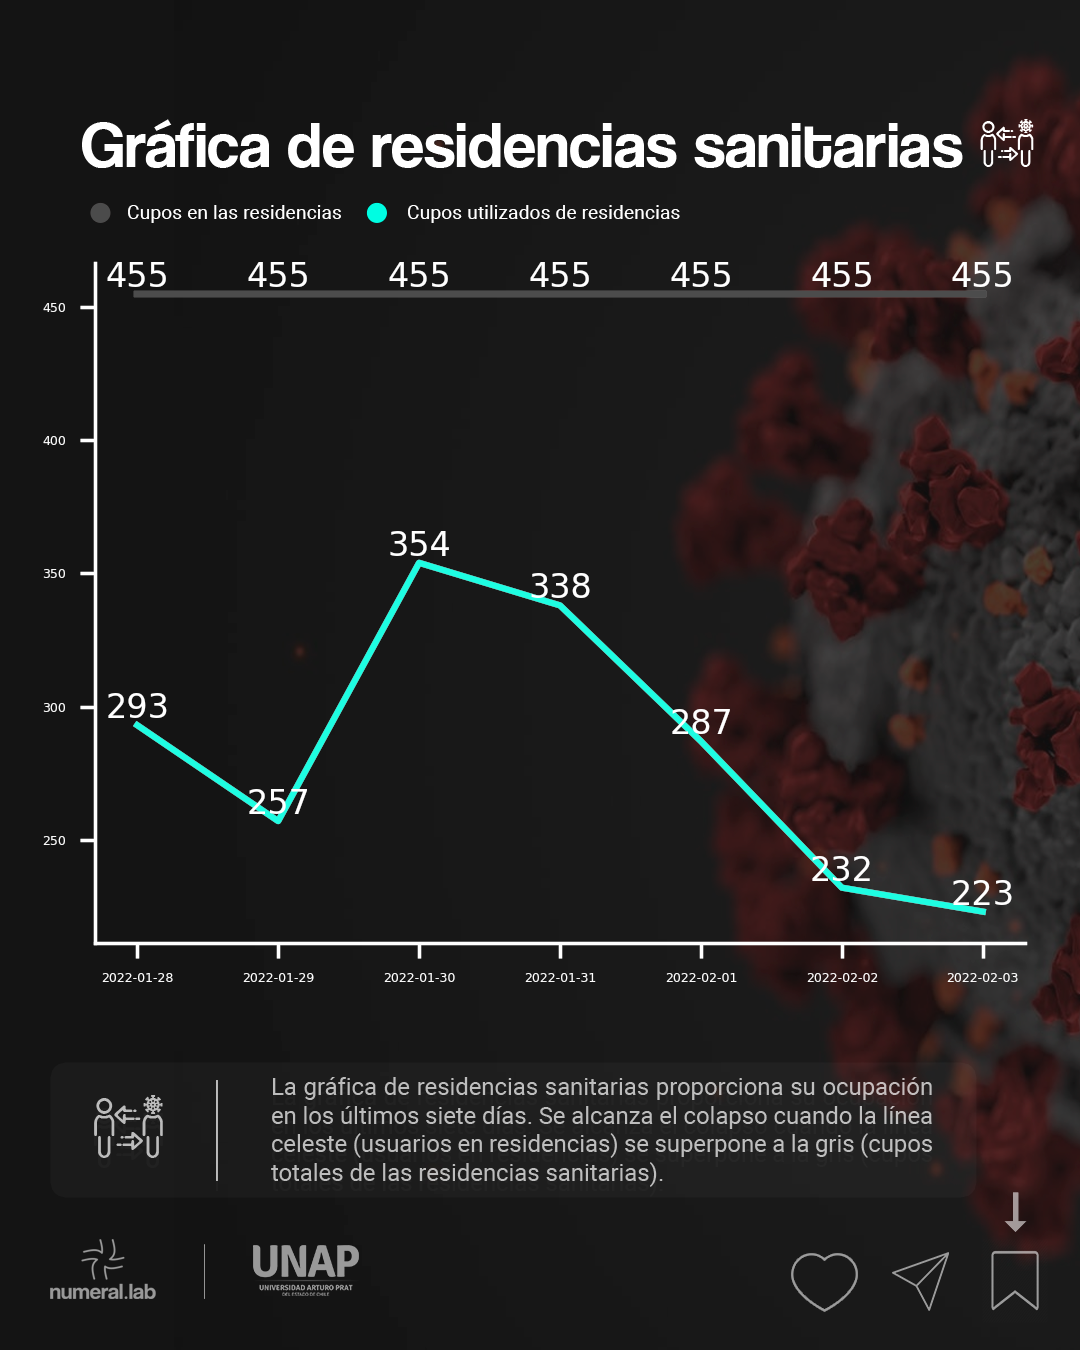 Gráfica de residencias sanitarias
Cupos en las residencias Cupos utilizados de residencias
455 455 455 455 455 455 455
450
400
350
300
250
354
338
293
287
257
232
223
2022-01-28 2022-01-29 2022-01-30 2022-01-31 2022-02-01 2022-02-02 2022-02-03
La gráfica de residencias sanitarias proporciona su ocupación
en los últimos siete días. Se alcanza el colapso cuando la línea
celeste (usuarios en residencias) se superpone a la gris (cupos
totales de las residencias sanitarias).
numeral.lab
UNAP
UNIVERSIDAD ARTURO PRAT
DEL ESTADO DE CHILE